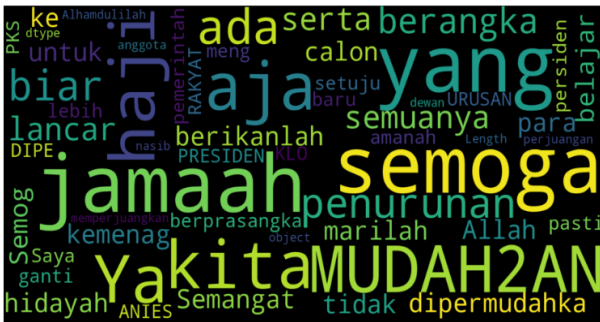 PKS
Alhamdulilah
dtype
ke
anggota
untuk
biar
lebih
lancar
DIPE
haji
pemerintah
ada
serta
RAKYAT
meng
aja
calon
setuju
baru
berangka
yang
persiden
belajar
dewan
URUSAN
semuanya
para
berikanlah
amanah
Length
perjuangan
nasib
PRESIDEN
KLO
jamaah
semoga
penurunan
Semog
memperjuangkan
berprasangka
marilah
Allah
pasti
Saya
kemenag
object
ganti
hidayah
ANIES
Ya
kita
Semangat
MUDAH2AN
tidak
dipermudahka